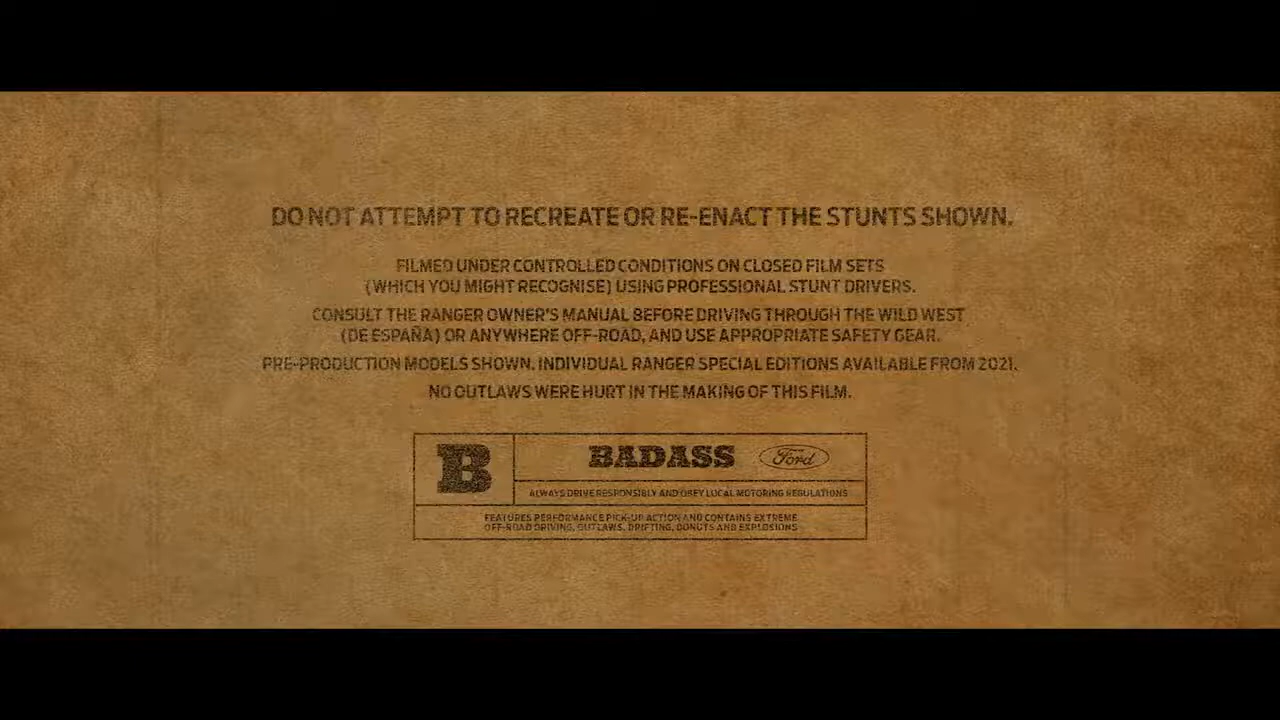 DO NOT ATTEMPT TO RECREATE OR RE-ENACT THE STUNTS SHOWN.
FILMED UNDER CONTROLLED CONDITIONS ON CLOSED FILM SETS
(WHICH YOU MIGHT RECOGNISE) USING PROFESSIONAL STUNT DRIVERS.
CONSULT THE RANGER OWNER'S MANUAL BEFORE DRIVING THROUGH THE WILD WEST
(DE ESPAÑA) OR ANYWHERE OFF-ROAD, AND USE APPROPRIATE SAFETY GEAR.
PRE-PRODUCTION MODELS SHOWN. INDIVIDUAL RANGER SPECIAL EDITIONS AVAILABLE FROM 2021.
NO OUTLAWS WERE HURT IN THE MAKING OF THIS FILM.
B
BADASS Ford
ALWAYS DRIVE RESPONSIBLY AND OBEY LOCAL MOTORING REGULATIONS
FEATURES PERFORMANCE PICK-UP ACTION AND CONTAINS EXTREME
OFF-ROAD DRIVING, OUTLAWS, DRIFTING, DONUTS AND EXPLOSIONS